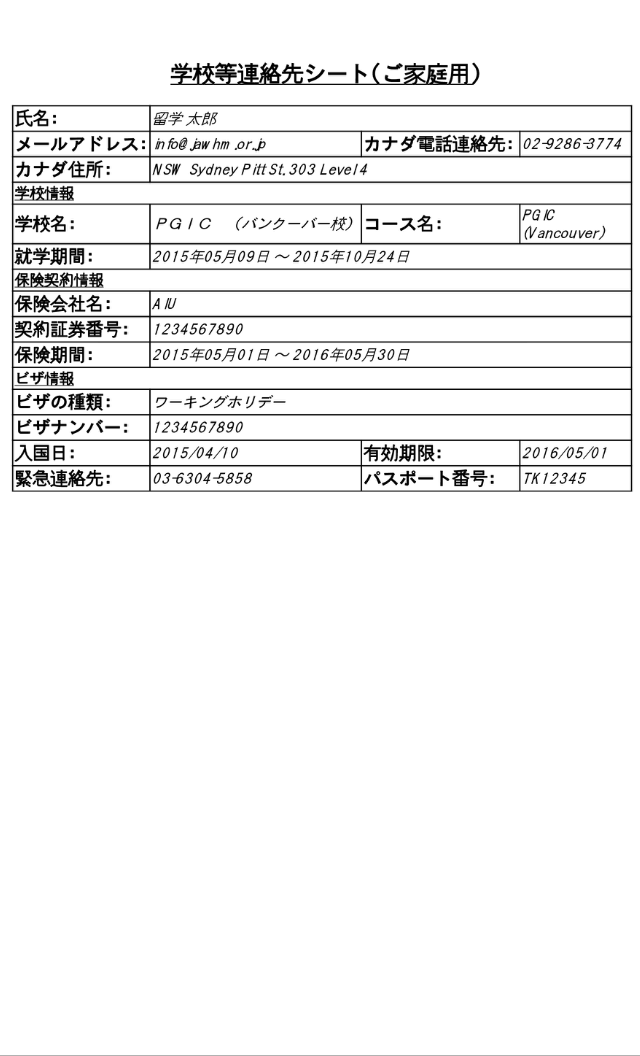 学校等連絡先シート（ご家庭用）
氏名： 留学 太郎
メールアドレス： info@jawhm.or.jp カナダ電話連絡先： 02-9286-3774
カナダ住所： NSW Sydney Pitt St, 303 Level 4
学校情報
学校名： ＰＧＩＣ （バンクーバー校） コース名： PGIC
(Vancouver)
就学期間： 2015年05月09日 ～ 2015年10月24日
保険契約情報
保険会社名： AIU
契約証券番号： 1234567890
保険期間： 2015年05月01日 ～ 2016年05月30日
ビザ情報
ビザの種類： ワーキングホリデー
ビザナンバー： 1234567890
入国日： 2015/04/10 有効期限： 2016/05/01
緊急連絡先： 03-6304-5858 パスポート番号： TK12345